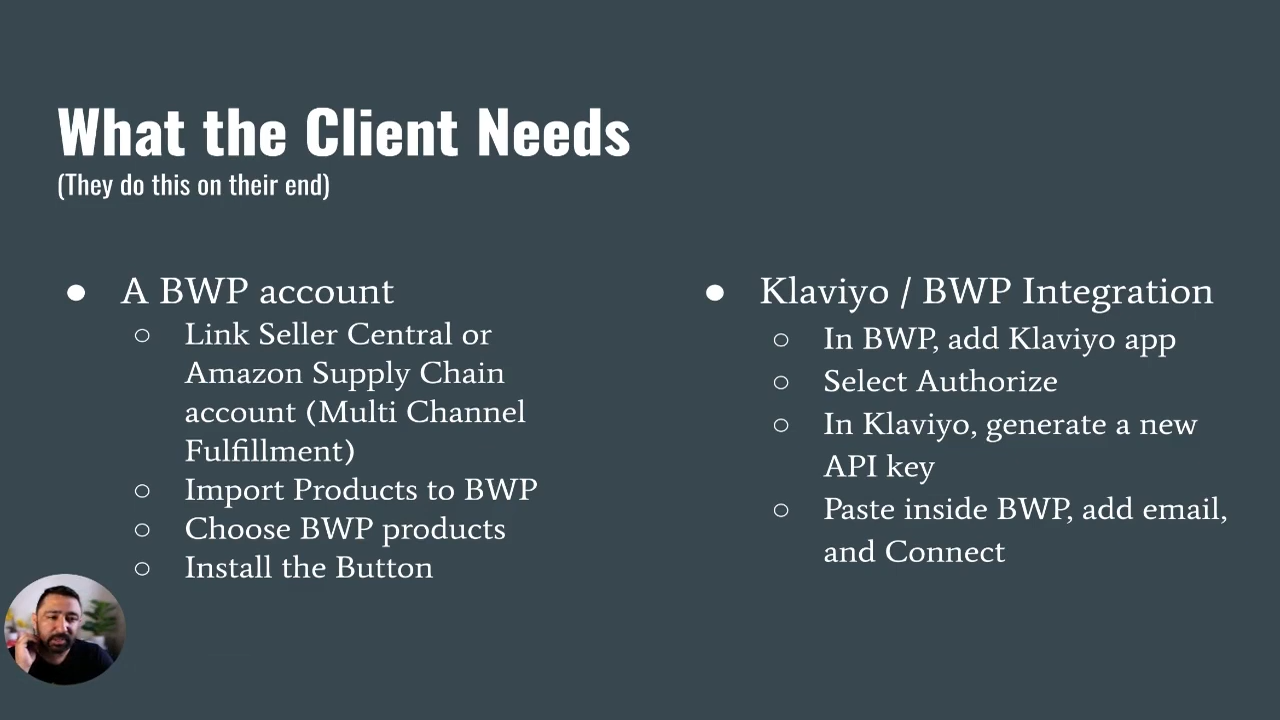 What the Client Needs
(They do this on their end)
● A BWP account
○ Link Seller Central or
Amazon Supply Chain
account (Multi Channel
Fulfillment)
○ Import Products to BWP
○ Choose BWP products
○ Install the Button
● Klaviyo / BWP Integration
○ In BWP, add Klaviyo app
○ Select Authorize
○ In Klaviyo, generate a new
API key
○ Paste inside BWP, add email,
and Connect